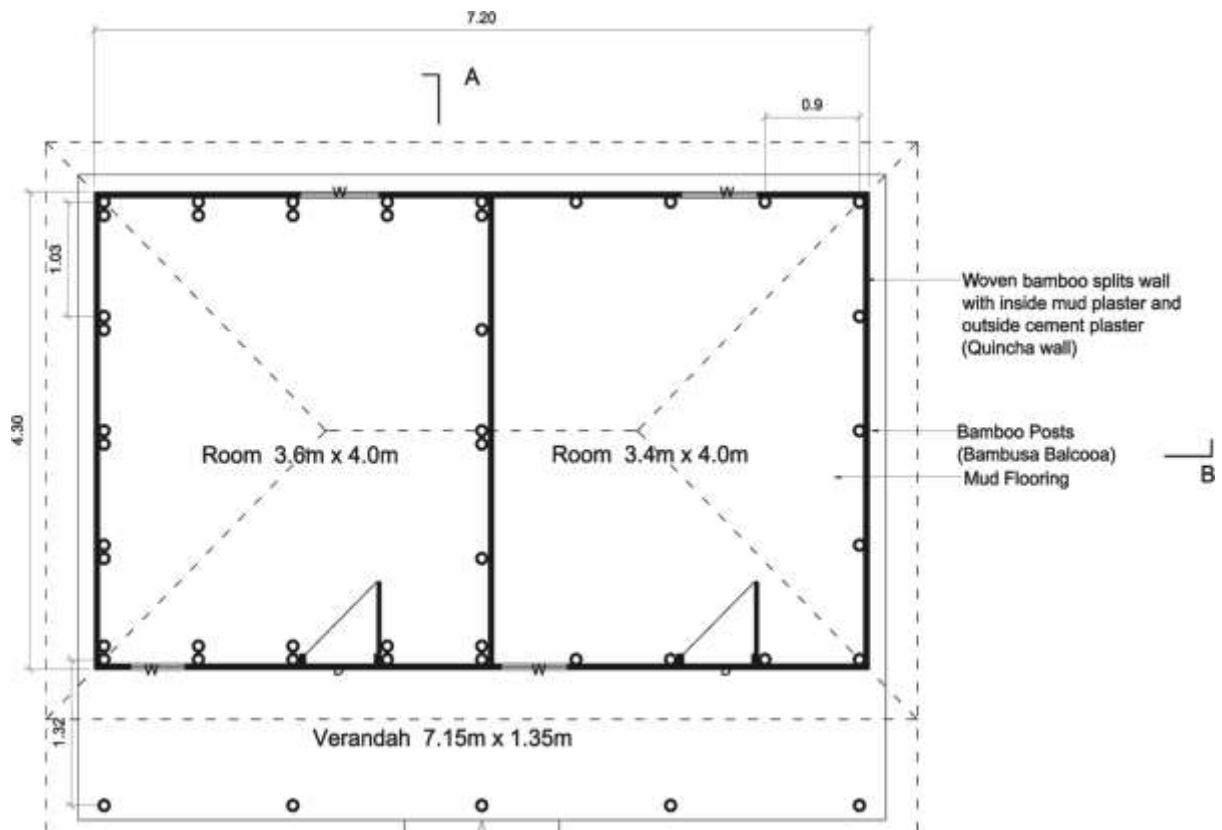 7.20
A
0.9
W
W
1.03
Woven bamboo splits wall
with inside mud plaster and
outside cement plaster
(Quincha wall)
4.30
Room 3.6m x 4.0m
Room 3.4m x 4.0m
Bamboo Posts
(Bambusa Balcooa)
Mud Flooring
B
W
D
W
D
1.32
Verandah 7.15m x 1.35m